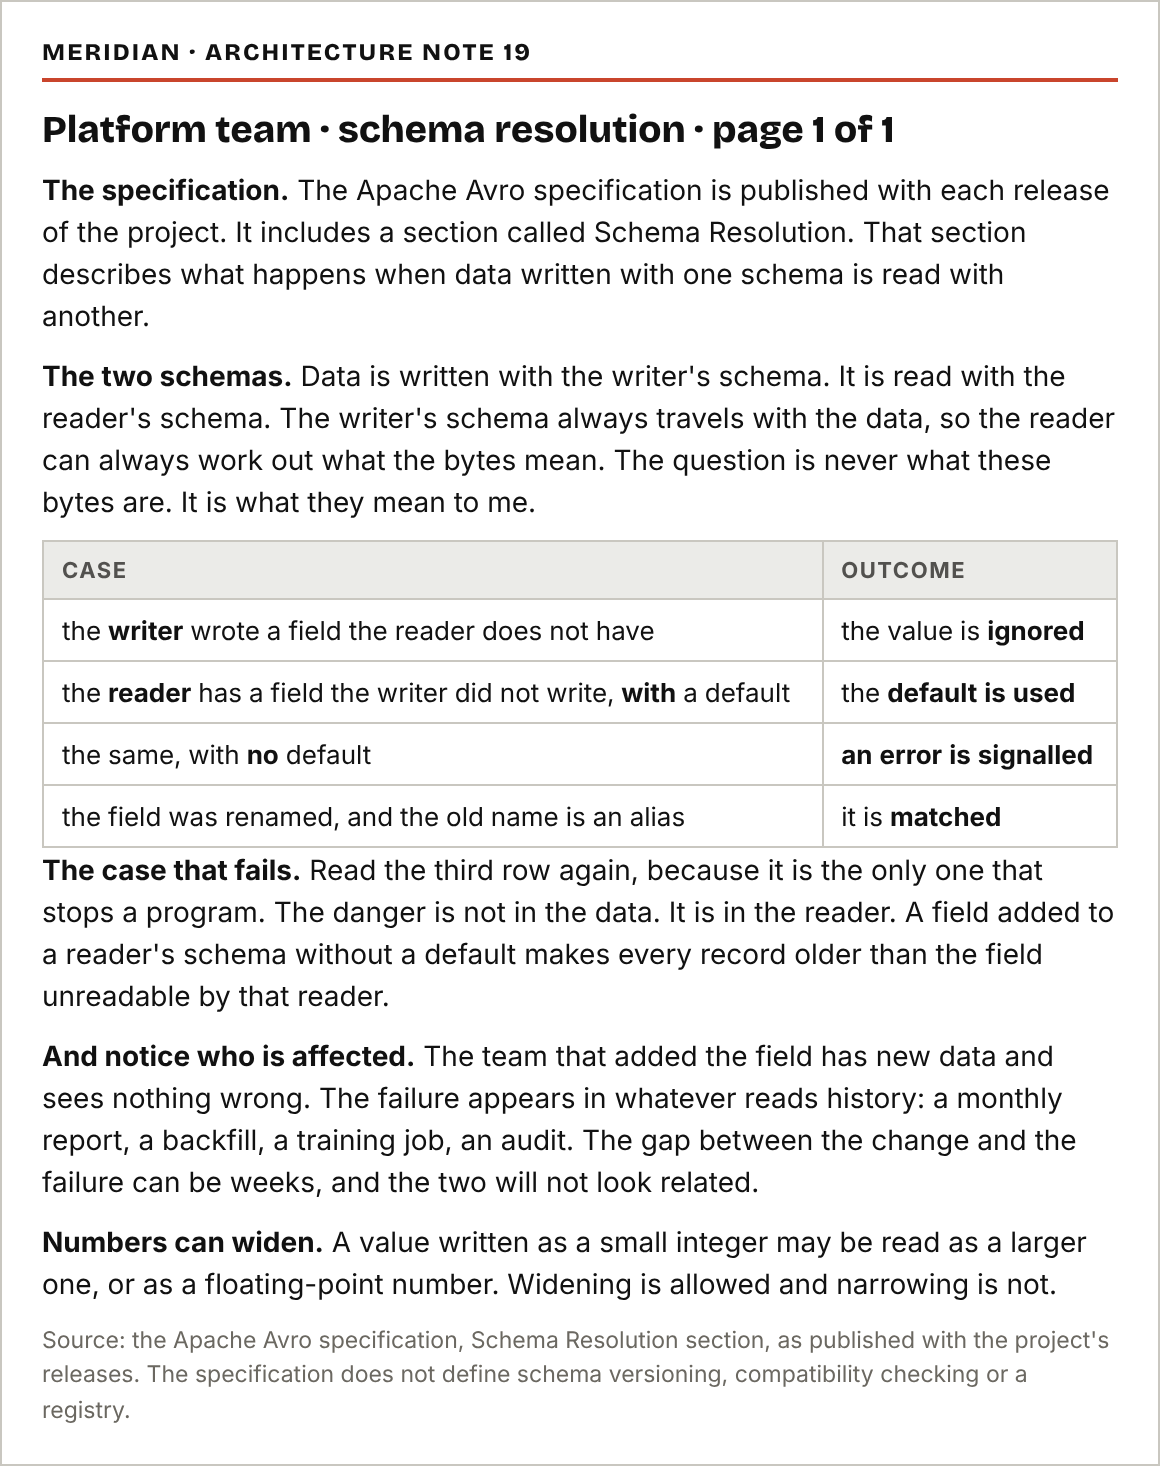 MERIDIAN · ARCHITECTURE NOTE 19
Platform team · schema resolution · page 1 of 1
The specification. The Apache Avro specification is published with each release
of the project. It includes a section called Schema Resolution. That section
describes what happens when data written with one schema is read with
another.
The two schemas. Data is written with the writer's schema. It is read with the
reader's schema. The writer's schema always travels with the data, so the reader
can always work out what the bytes mean. The question is never what these
bytes are. It is what they mean to me.
CASE OUTCOME
the writer wrote a field the reader does not have the value is ignored
the reader has a field the writer did not write, with a default the default is used
the same, with no default an error is signalled
the field was renamed, and the old name is an alias it is matched
The case that fails. Read the third row again, because it is the only one that
stops a program. The danger is not in the data. It is in the reader. A field added to
a reader's schema without a default makes every record older than the field
unreadable by that reader.
And notice who is affected. The team that added the field has new data and
sees nothing wrong. The failure appears in whatever reads history: a monthly
report, a backfill, a training job, an audit. The gap between the change and the
failure can be weeks, and the two will not look related.
Numbers can widen. A value written as a small integer may be read as a larger
one, or as a floating-point number. Widening is allowed and narrowing is not.
Source: the Apache Avro specification, Schema Resolution section, as published with the project's
releases. The specification does not define schema versioning, compatibility checking or a
registry.